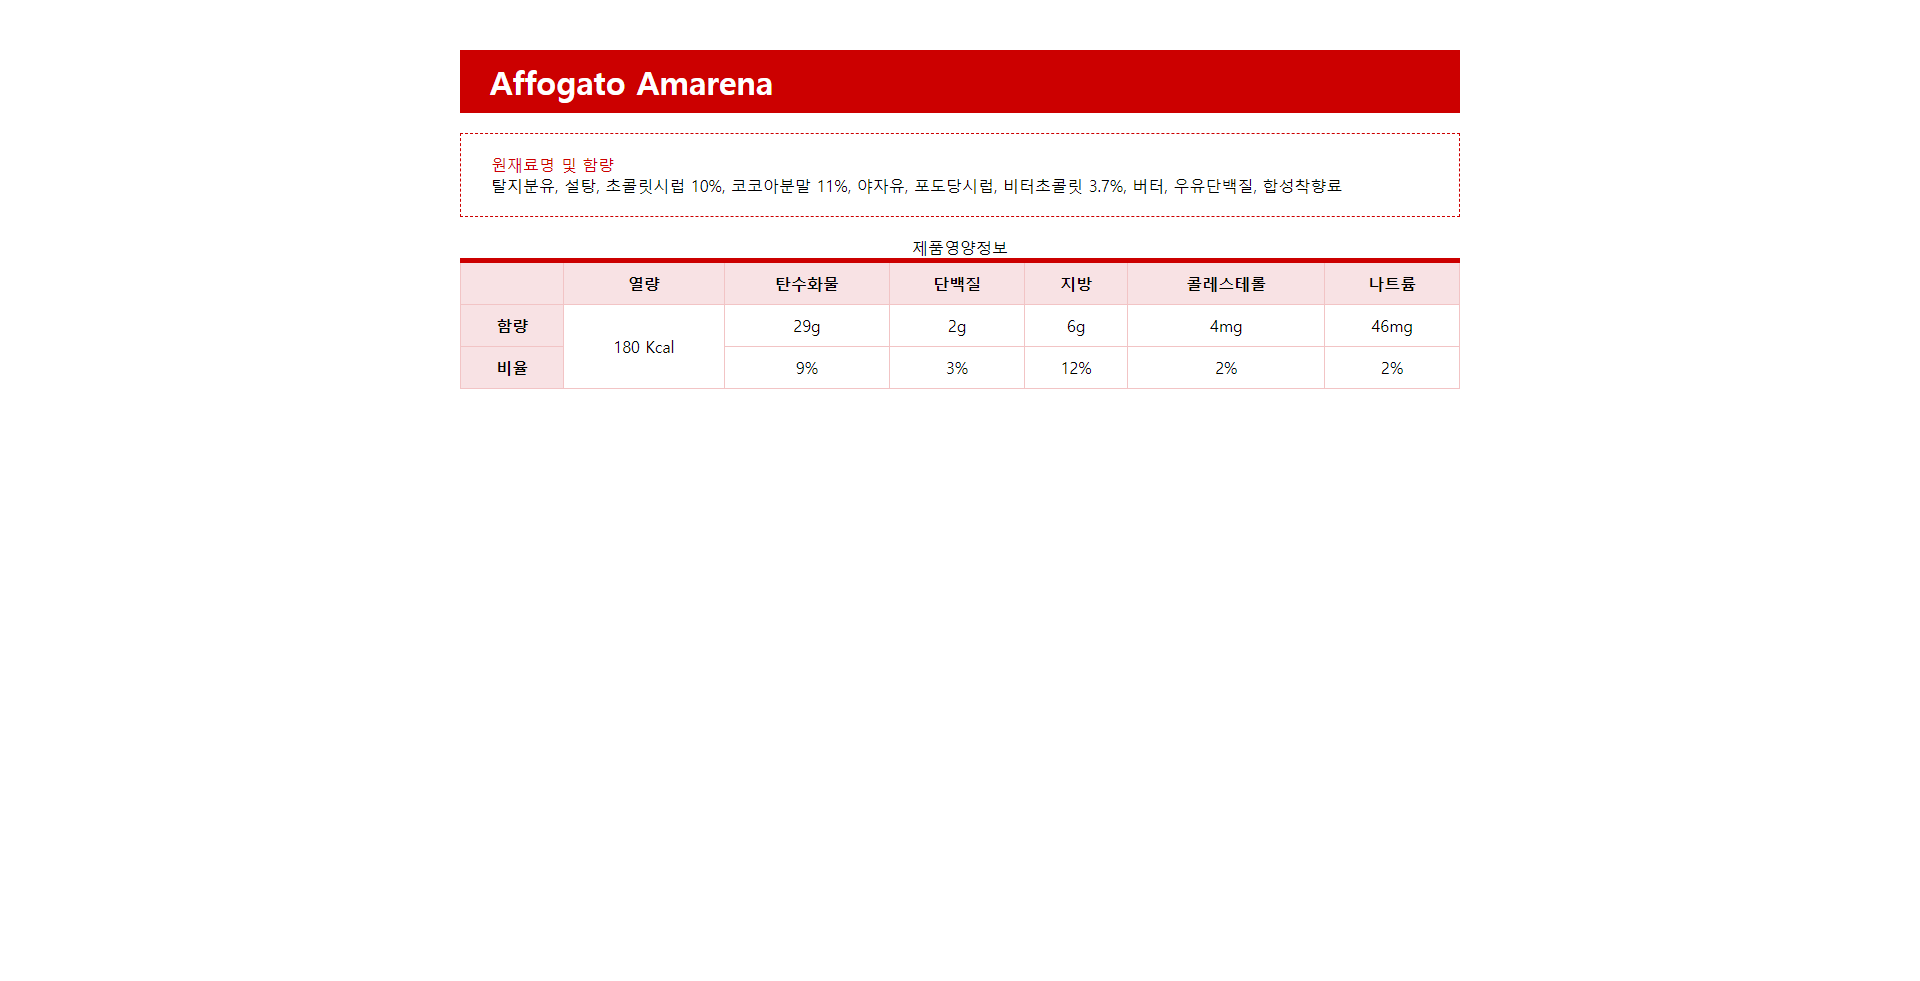 Affogato Amarena
원재료명 및 함량
탈지분유, 설탕, 초콜릿시럽 10%, 코코아분말 11%, 야자유, 포도당시럽, 비터초콜릿 3.7%, 버터, 우유단백질, 합성착향료
제품영양정보
열량 탄수화물 단백질 지방 콜레스테롤 나트륨
함량 180 Kcal 29g 2g 6g 4mg 46mg
비율 9% 3% 12% 2% 2%